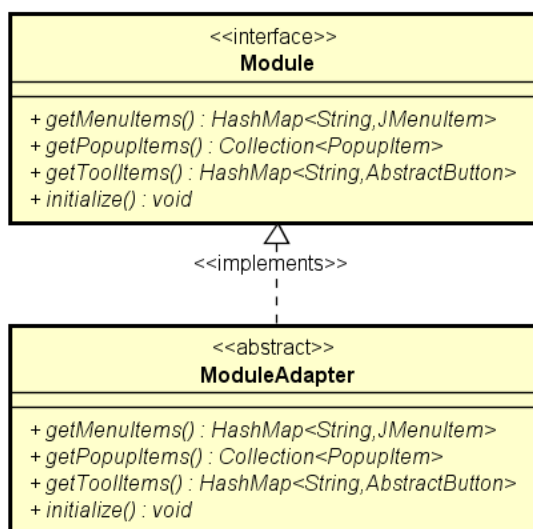 <<interface>>
Module
+ getMenuItems() : HashMap<String,JMenuItem>
+ getPopupItems() : Collection<PopupItem>
+ getToolItems() : HashMap<String,AbstractButton>
+ initialize() : void
<<implements>>
<<abstract>>
ModuleAdapter
+ getMenuItems() : HashMap<String,JMenuItem>
+ getPopupItems() : Collection<PopupItem>
+ getToolItems() : HashMap<String,AbstractButton>
+ initialize() : void